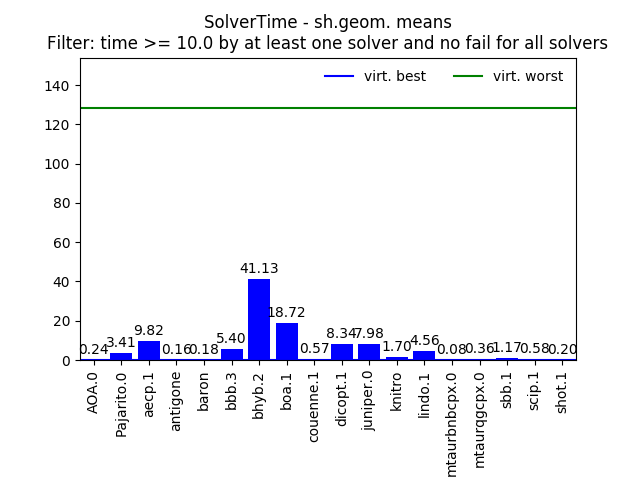 SolverTime - sh.geom. means
Filter: time >= 10.0 by at least one solver and no fail for all solvers
virt. best
virt. worst
140
120
100
80
60
40
20
0
0.24
3.41
9.82
0.16
0.18
5.40
41.13
18.72
0.57
8.34
7.98
1.70
4.56
0.08
0.36
1.17
0.58
0.20
AOA.0
Pajarito.0
aecp.1
antigone
baron
bbb.3
bhyb.2
boa.1
couenne.1
dicopt.1
juniper.0
knitro
lindo.1
mtaurbnbcpx.0
mtaurqgcpx.0
sbb.1
scip.1
shot.1